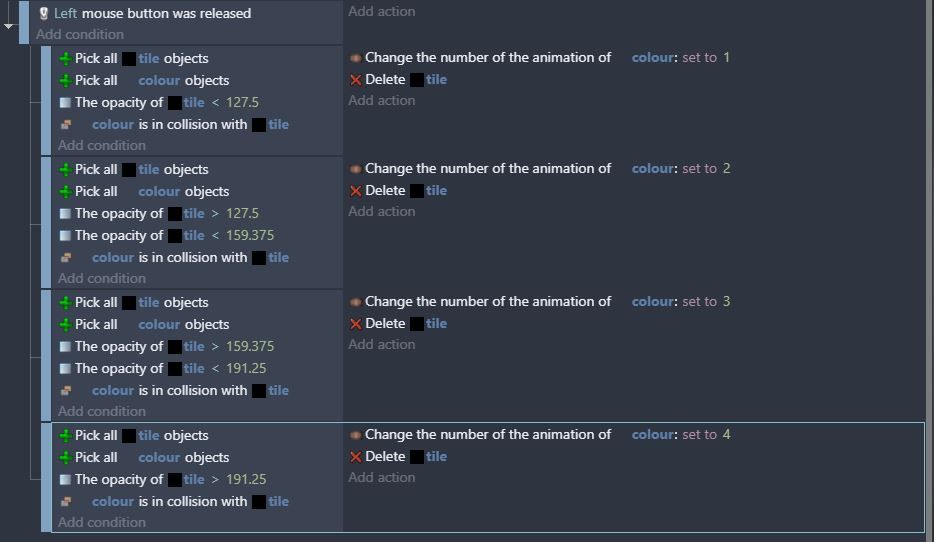 Left mouse button was released
Add action
Add condition
Pick all tile objects
Pick all colour objects
The opacity of tile < 127.5
colour is in collision with tile
Add condition
Change the number of the animation of colour: set to 1
Delete tile
Add action
Pick all tile objects
Pick all colour objects
The opacity of tile > 127.5
The opacity of tile < 159.375
colour is in collision with tile
Add condition
Change the number of the animation of colour: set to 2
Delete tile
Add action
Pick all tile objects
Pick all colour objects
The opacity of tile > 159.375
The opacity of tile < 191.25
colour is in collision with tile
Add condition
Change the number of the animation of colour: set to 3
Delete tile
Add action
Pick all tile objects
Pick all colour objects
The opacity of tile > 191.25
colour is in collision with tile
Add condition
Change the number of the animation of colour: set to 4
Delete tile
Add action